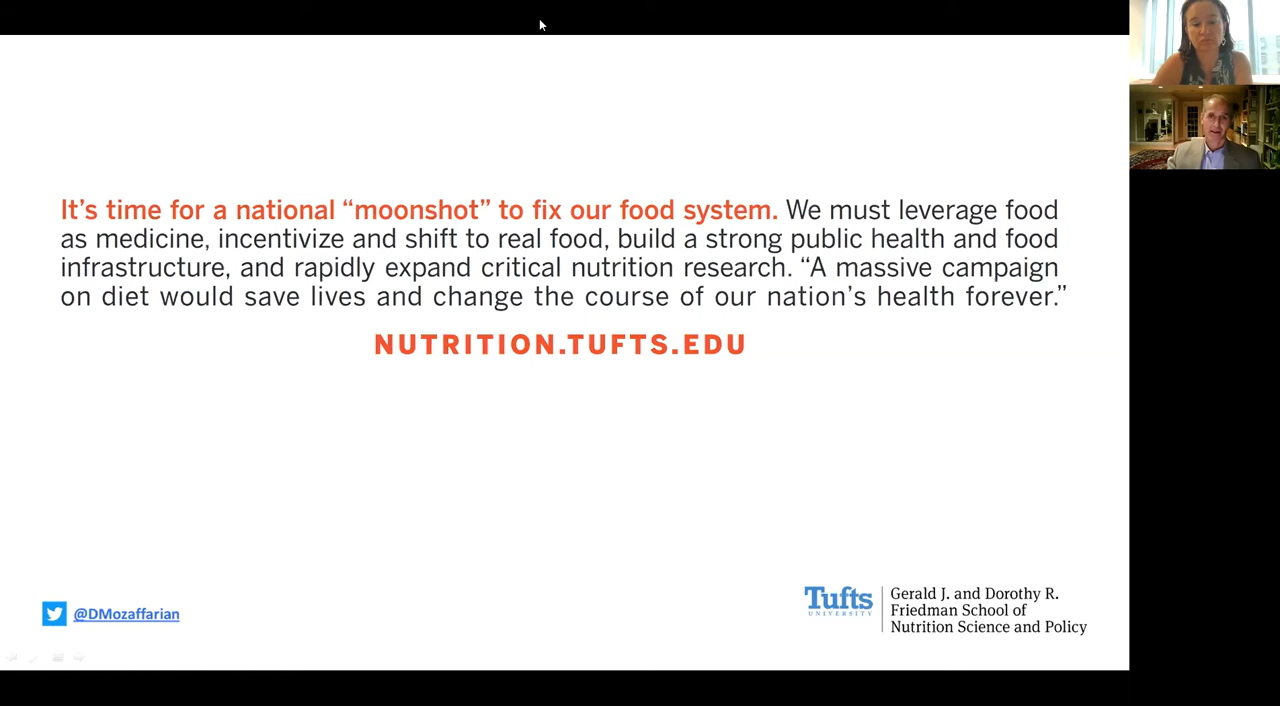 It’s time for a national “moonshot” to fix our food system. We must leverage food
as medicine, incentivize and shift to real food, build a strong public health and food
infrastructure, and rapidly expand critical nutrition research. “A massive campaign
on diet would save lives and change the course of our nation’s health forever.”
NUTRITION.TUFTS.EDU
@DMozaffarian
Tufts
UNIVERSITY
Gerald J. and Dorothy R.
Friedman School of
Nutrition Science and Policy